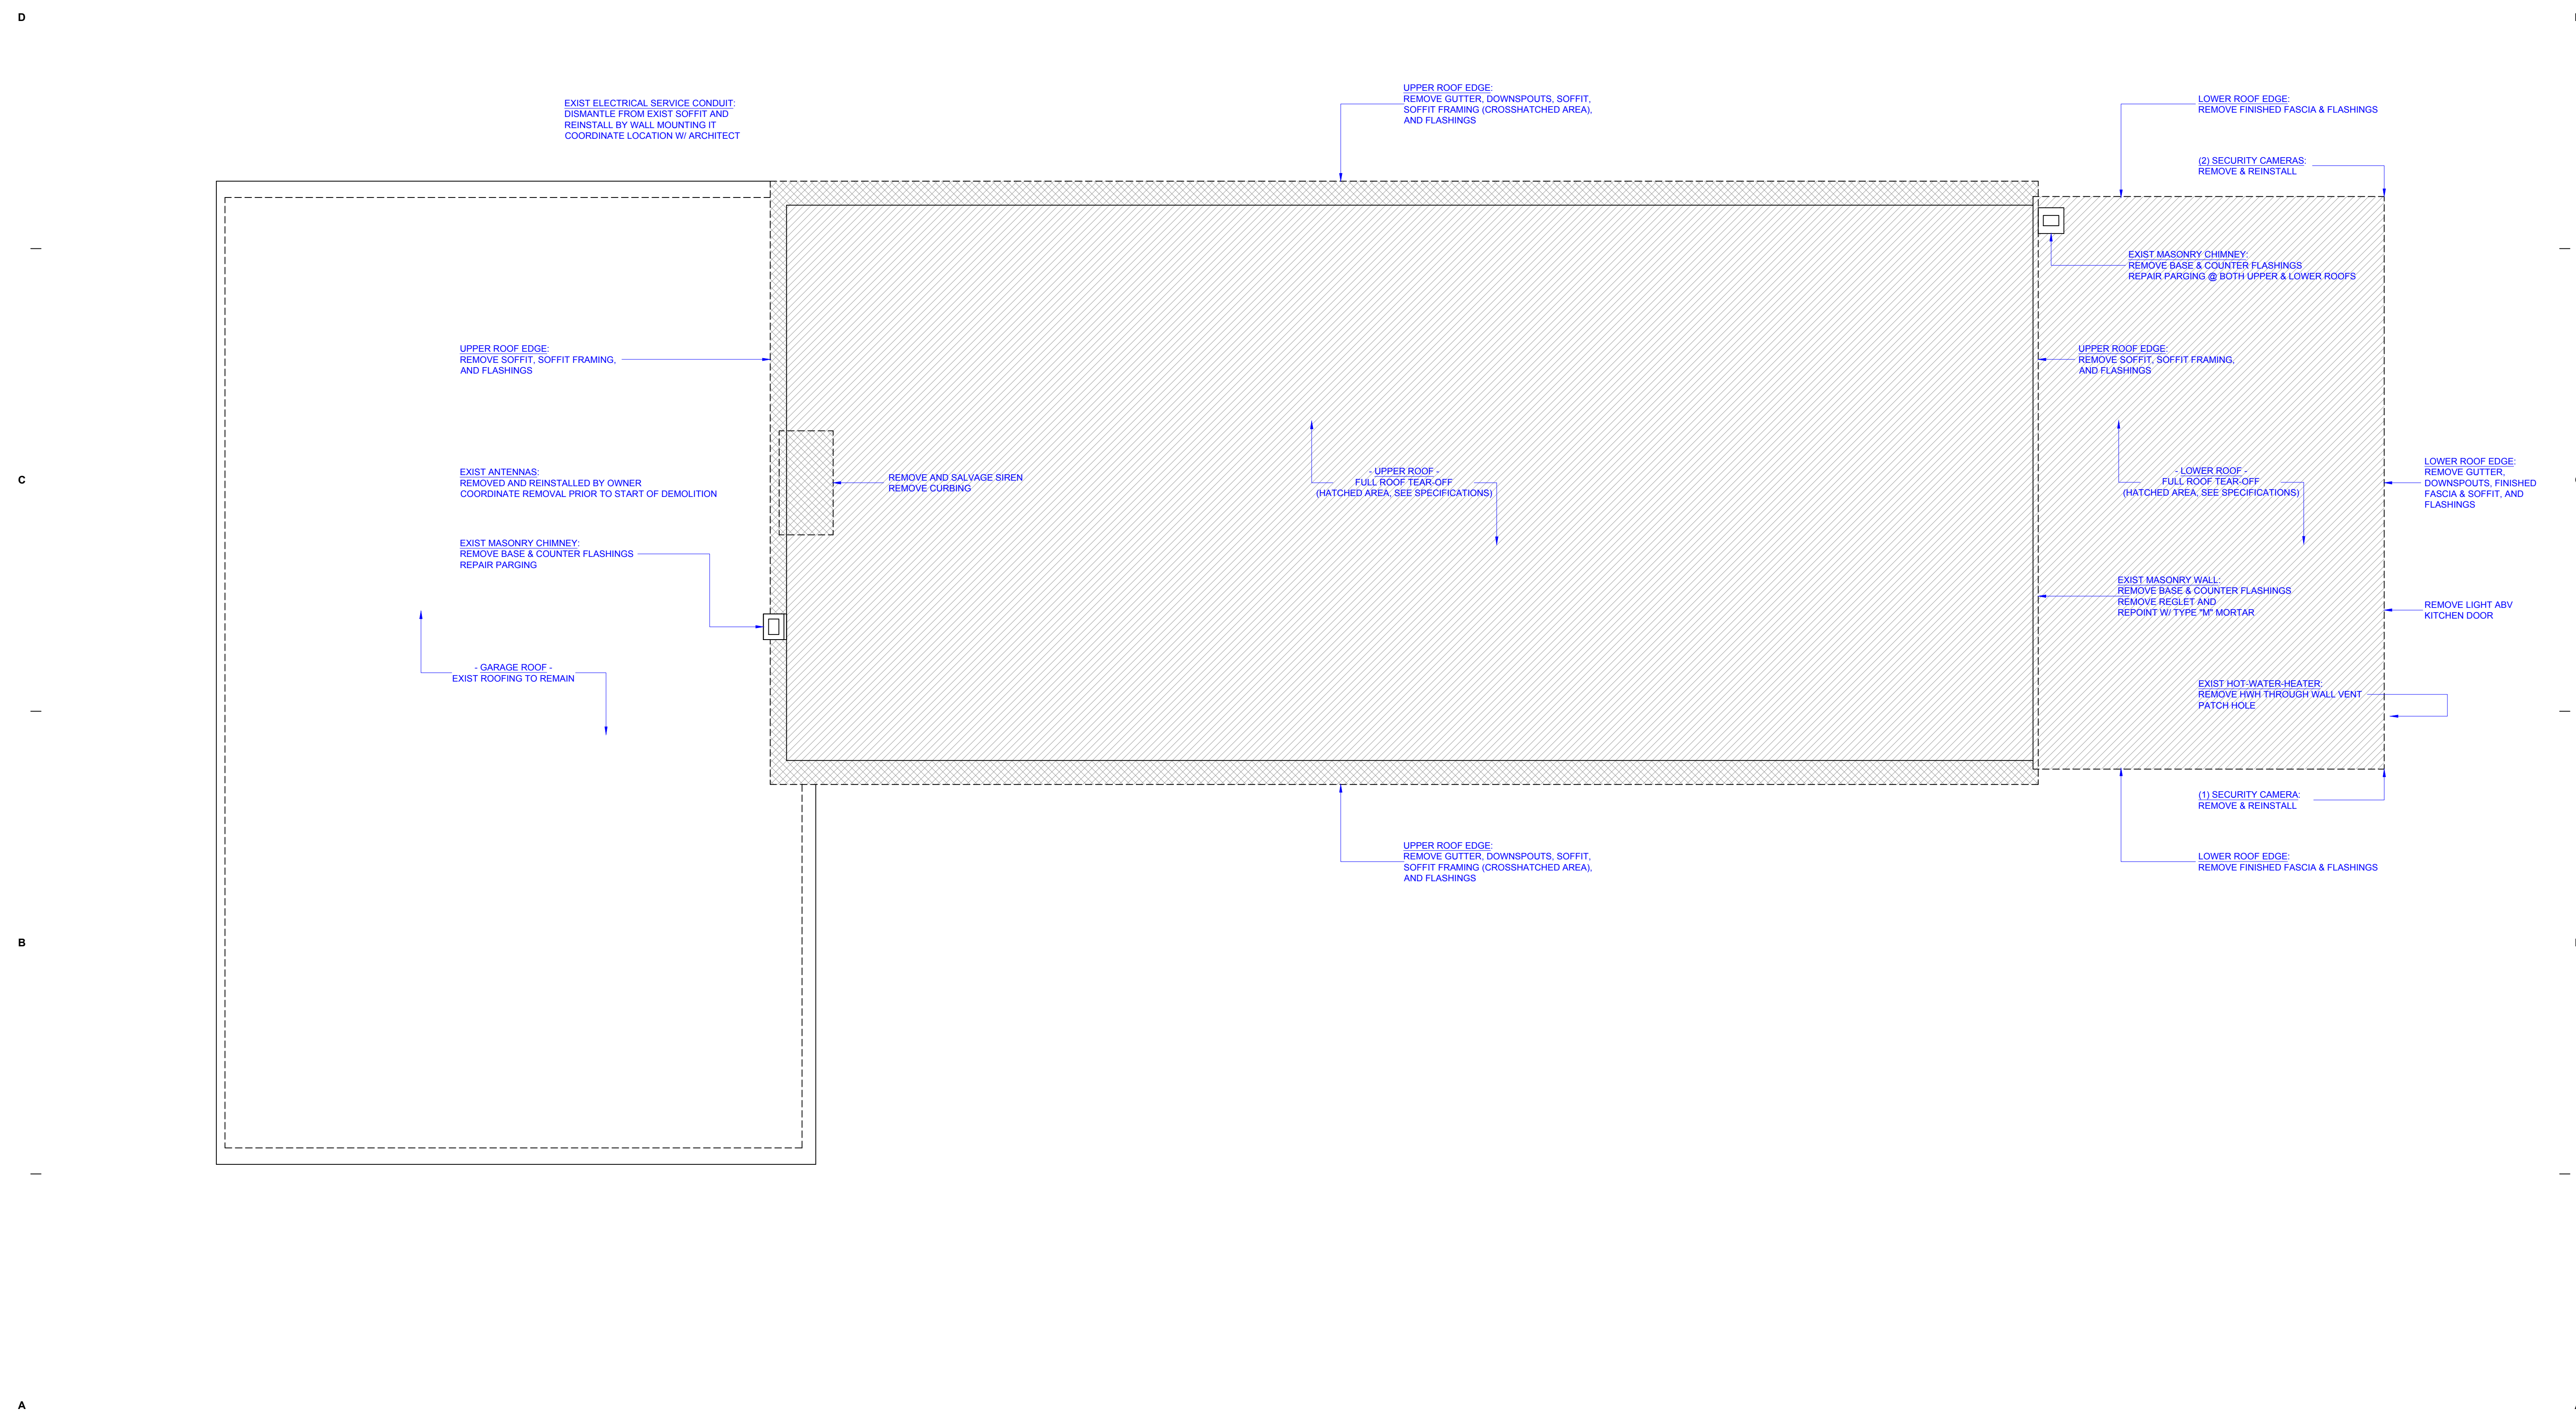 D
EXIST ELECTRICAL SERVICE CONDUIT:
DISMANTLE FROM EXIST SOFFIT AND
REINSTALL BY WALL MOUNTING IT
COORDINATE LOCATION W/ ARCHITECT
UPPER ROOF EDGE:
REMOVE GUTTER, DOWNSPOUTS, SOFFIT,
SOFFIT FRAMING (CROSSHATCHED AREA),
AND FLASHINGS
LOWER ROOF EDGE:
REMOVE FINISHED FASCIA & FLASHINGS
(2) SECURITY CAMERAS:
REMOVE & REINSTALL
EXIST MASONRY CHIMNEY:
REMOVE BASE & COUNTER FLASHINGS
REPAIR PARGING @ BOTH UPPER & LOWER ROOFS
UPPER ROOF EDGE:
REMOVE SOFFIT, SOFFIT FRAMING,
AND FLASHINGS
UPPER ROOF EDGE:
REMOVE SOFFIT, SOFFIT FRAMING,
AND FLASHINGS
C
EXIST ANTENNAS:
REMOVED AND REINSTALLED BY OWNER
COORDINATE REMOVAL PRIOR TO START OF DEMOLITION
REMOVE AND SALVAGE SIREN
REMOVE CURBING
- UPPER ROOF -
FULL ROOF TEAR-OFF
(HATCHED AREA, SEE SPECIFICATIONS)
- LOWER ROOF -
FULL ROOF TEAR-OFF
(HATCHED AREA, SEE SPECIFICATIONS)
LOWER ROOF EDGE:
REMOVE GUTTER,
DOWNSPOUTS, FINISHED
FASCIA & SOFFIT, AND
FLASHINGS
EXIST MASONRY CHIMNEY:
REMOVE BASE & COUNTER FLASHINGS
REPAIR PARGING
EXIST MASONRY WALL:
REMOVE BASE & COUNTER FLASHINGS
REMOVE REGLET AND
REPOINT W/ TYPE "M" MORTAR
REMOVE LIGHT ABV
KITCHEN DOOR
- GARAGE ROOF -
EXIST ROOFING TO REMAIN
EXIST HOT-WATER-HEATER:
REMOVE HWH THROUGH WALL VENT
PATCH HOLE
(1) SECURITY CAMERA:
REMOVE & REINSTALL
UPPER ROOF EDGE:
REMOVE GUTTER, DOWNSPOUTS, SOFFIT,
SOFFIT FRAMING (CROSSHATCHED AREA),
AND FLASHINGS
LOWER ROOF EDGE:
REMOVE FINISHED FASCIA & FLASHINGS
B
A